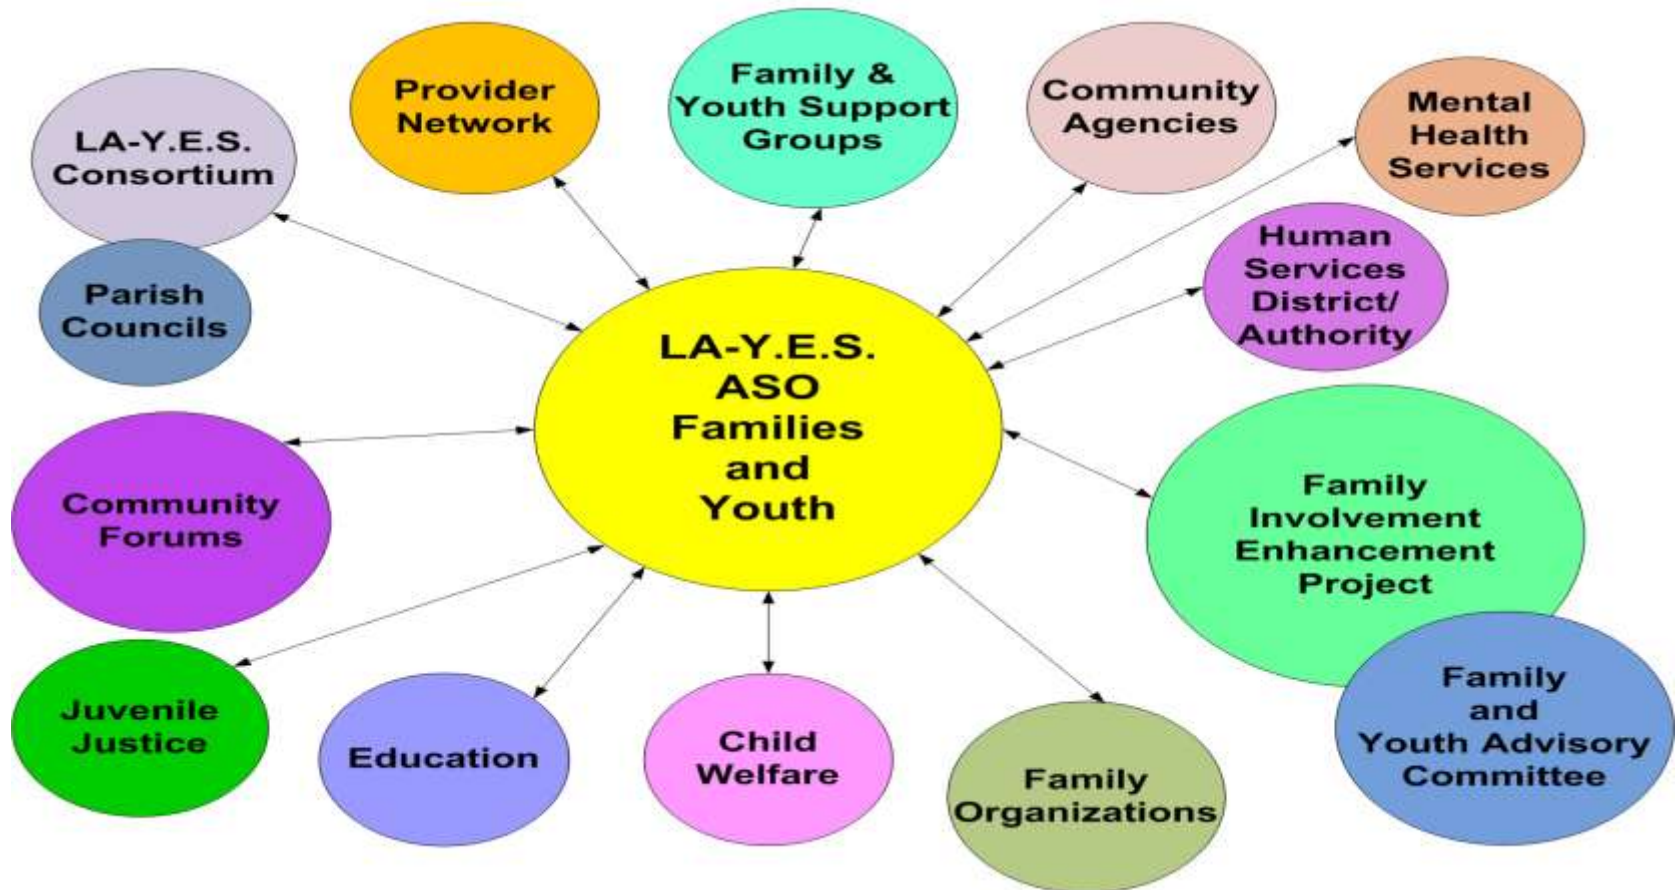 LA-Y.E.S.
Consortium
Provider
Network
Family &
Youth Support
Groups
Community
Agencies
Mental
Health
Services
Parish
Councils
Human
Services
District/
Authority
LA-Y.E.S.
ASO
Families
and
Youth
Community
Forums
Family
Involvement
Enhancement
Project
Juvenile
Justice
Education
Child
Welfare
Family
Organizations
Family
and
Youth Advisory
Committee